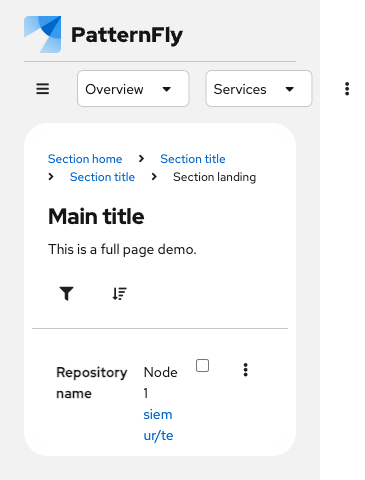 PatternFly
Overview Services
Section home Section title
Section title Section landing
Main title
This is a full page demo.
Repository name Node 1
siemur/te